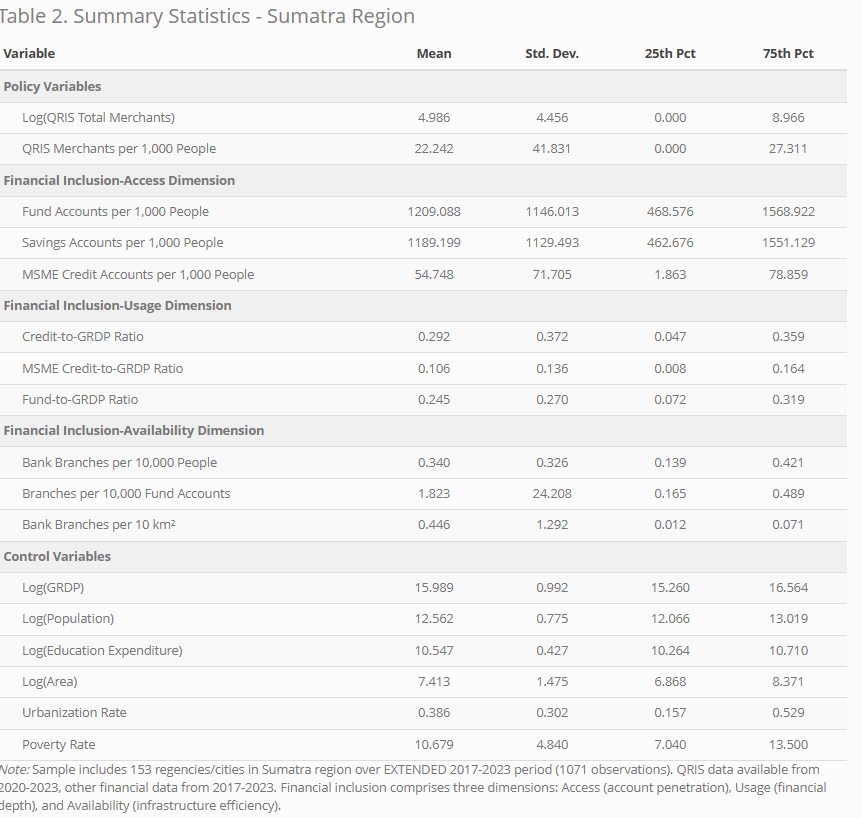 Table 2. Summary Statistics - Sumatra Region
Variable Mean Std. Dev. 25th Pct 75th Pct
Policy Variables
Log(QRIS Total Merchants) 4.986 4.456 0.000 8.966
QRIS Merchants per 1,000 People 22.242 41.831 0.000 27.311
Financial Inclusion-Access Dimension
Fund Accounts per 1,000 People 1209.088 1146.013 468.576 1568.922
Savings Accounts per 1,000 People 1189.199 1129.493 462.676 1551.129
MSME Credit Accounts per 1,000 People 54.748 71.705 1.863 78.859
Financial Inclusion-Usage Dimension
Credit-to-GRDP Ratio 0.292 0.372 0.047 0.359
MSME Credit-to-GRDP Ratio 0.106 0.136 0.008 0.164
Fund-to-GRDP Ratio 0.245 0.270 0.072 0.319
Financial Inclusion-Availability Dimension
Bank Branches per 10,000 People 0.340 0.326 0.139 0.421
Branches per 10,000 Fund Accounts 1.823 24.208 0.165 0.489
Bank Branches per 10 km² 0.446 1.292 0.012 0.071
Control Variables
Log(GRDP) 15.989 0.992 15.260 16.564
Log(Population) 12.562 0.775 12.066 13.019
Log(Education Expenditure) 10.547 0.427 10.264 10.710
Log(Area) 7.413 1.475 6.868 8.371
Urbanization Rate 0.386 0.302 0.157 0.529
Poverty Rate 10.679 4.840 7.040 13.500
Note: Sample includes 153 regencies/cities in Sumatra region over EXTENDED 2017-2023 period (1071 observations). QRIS data available from
2020-2023, other financial data from 2017-2023. Financial inclusion comprises three dimensions: Access (account penetration), Usage (financial
depth), and Availability (infrastructure efficiency).